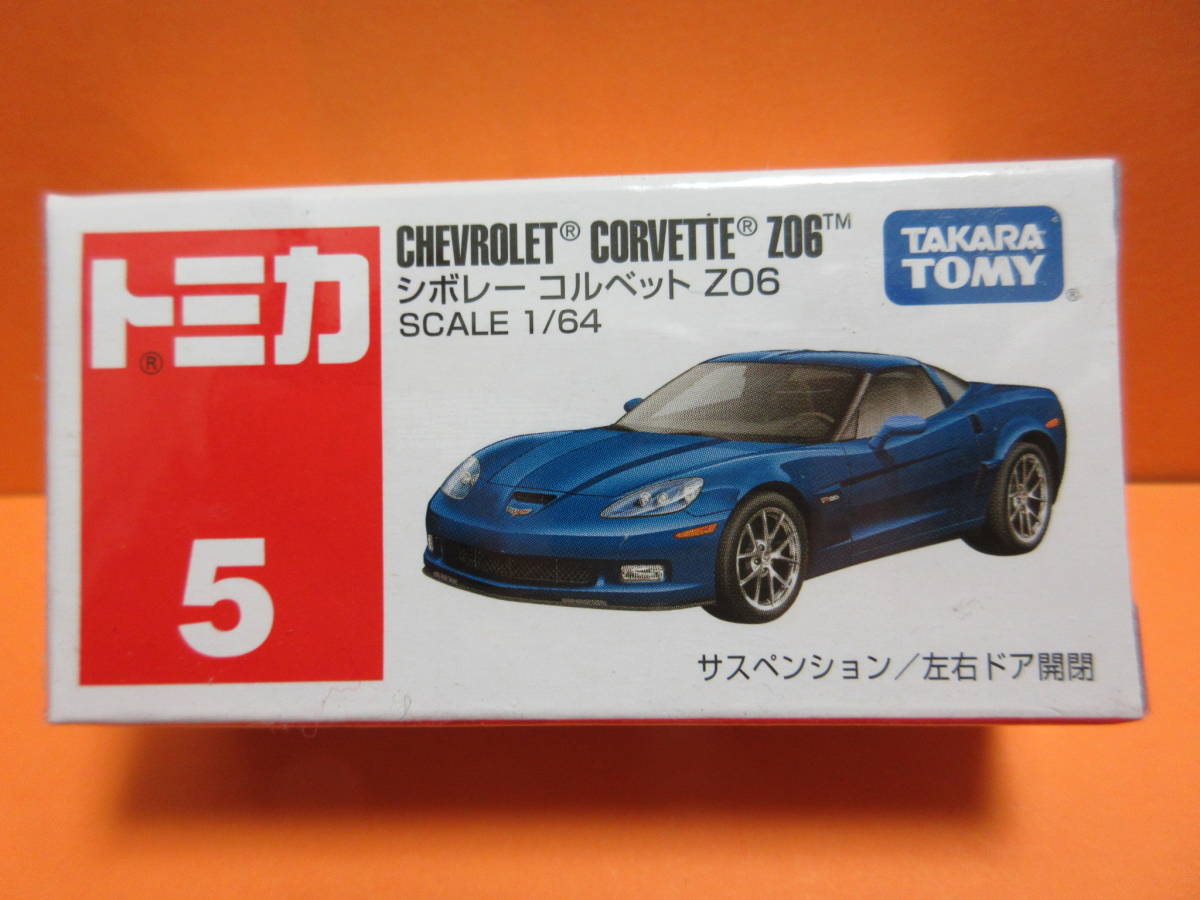 トミカ®
5
CHEVROLET® CORVETTE® Z06™
シボレー コルベット Z06
SCALE 1/64
TAKARA
TOMY®
サスペンション/左右ドア開閉